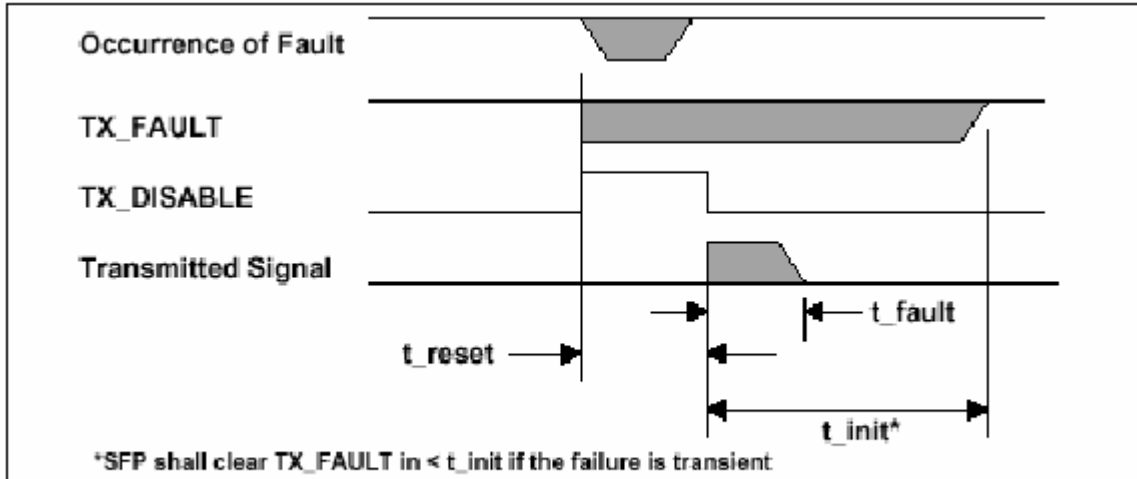 Occurrence of Fault
TX_FAULT
TX_DISABLE
Transmitted Signal
t_fault
t_reset
t_init*
*SFP shall clear TX_FAULT in < t_init if the failure is transient